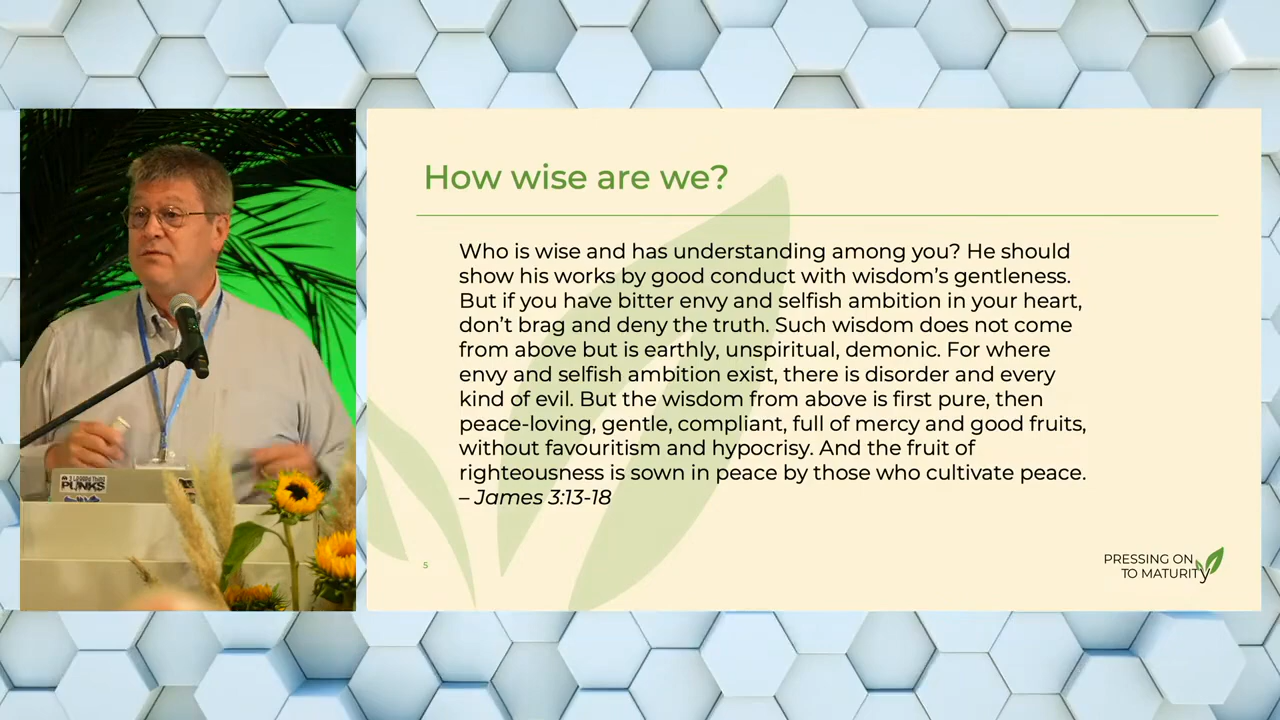 How wise are we?
Who is wise and has understanding among you? He should
show his works by good conduct with wisdom's gentleness.
But if you have bitter envy and selfish ambition in your heart,
don't brag and deny the truth. Such wisdom does not come
from above but is earthly, unspiritual, demonic. For where
envy and selfish ambition exist, there is disorder and every
kind of evil. But the wisdom from above is first pure, then
peace-loving, gentle, compliant, full of mercy and good fruits,
without favouritism and hypocrisy. And the fruit of
righteousness is sown in peace by those who cultivate peace.
– James 3:13-18
5
PRESSING ON
TO MATURITy
PUNKS